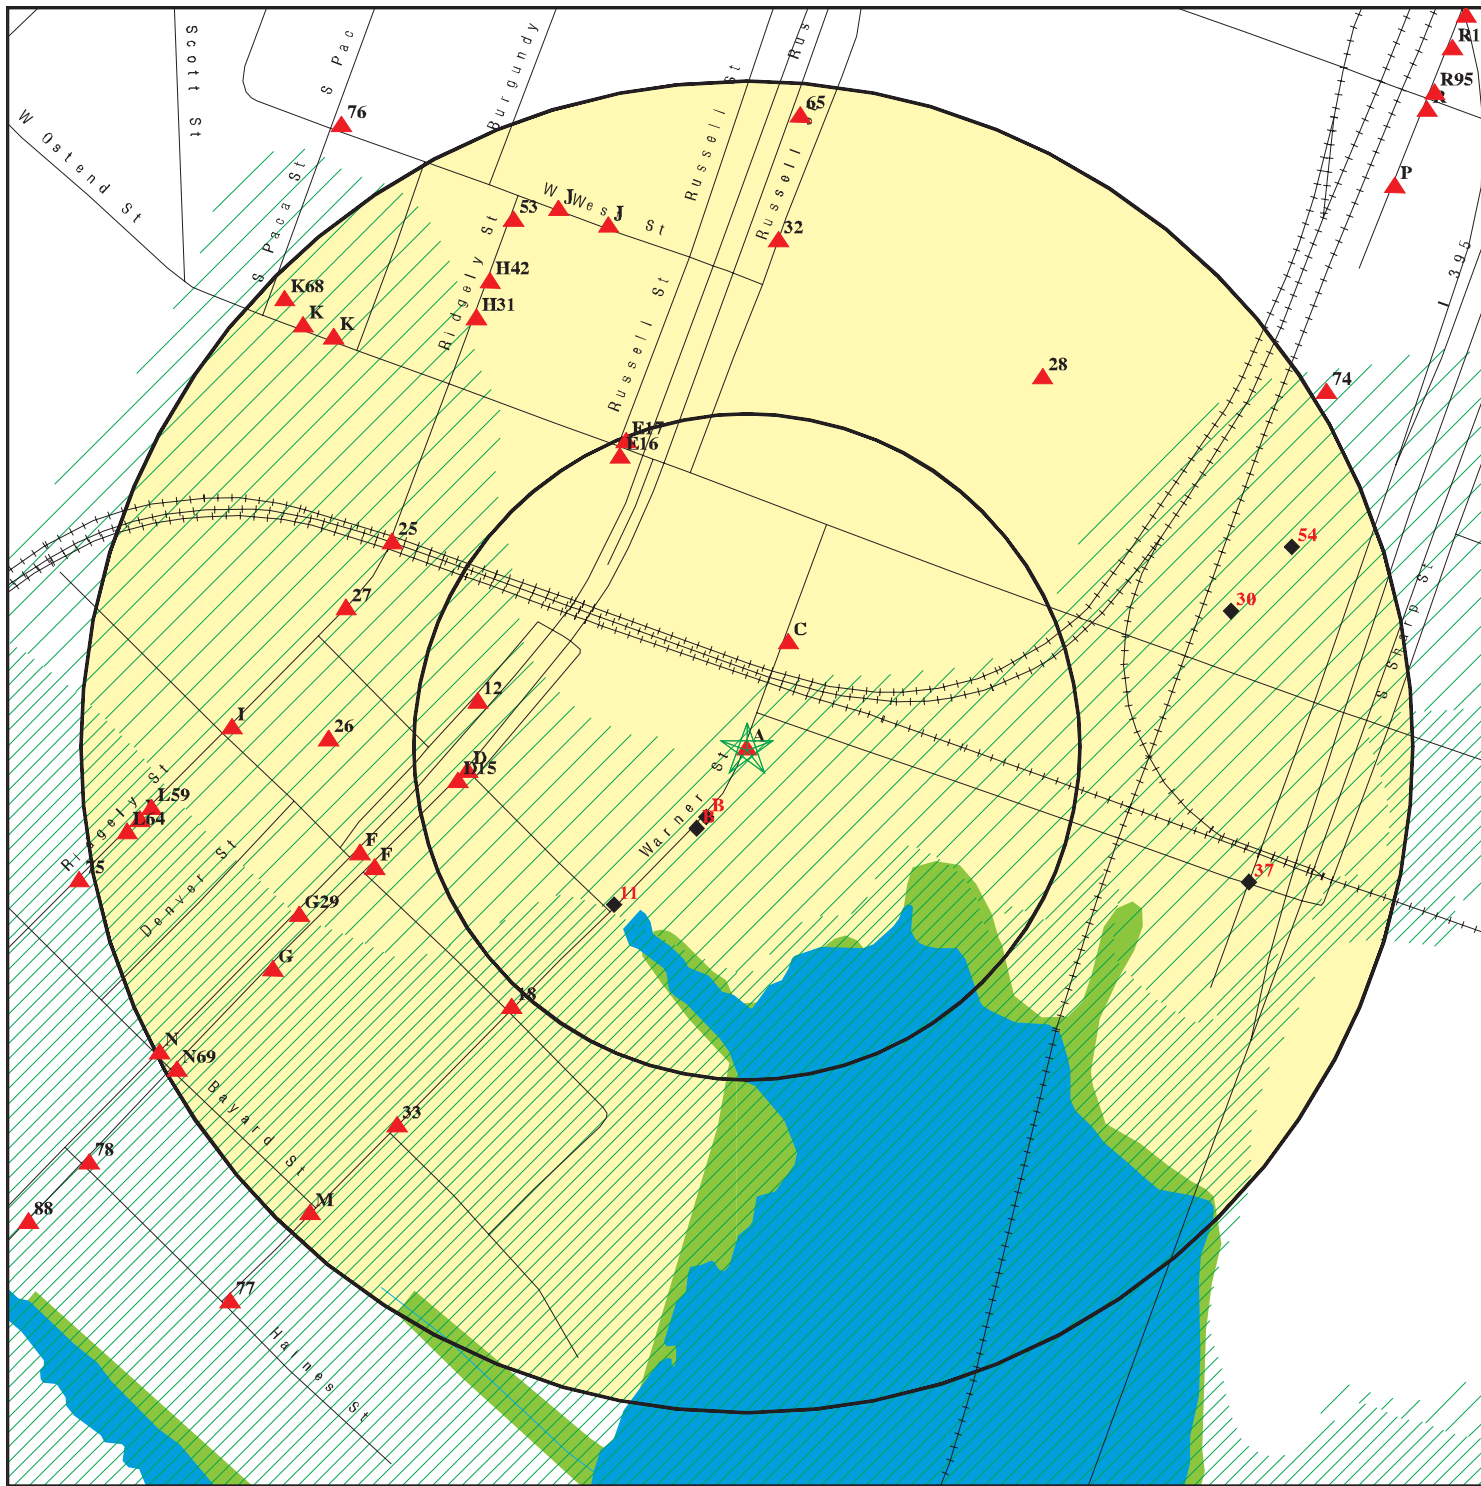 R1
R95
P
Scott St
S Pac
Burgundy
St
Rus
65
76
W Ostend St
Russell
Russell S
S Paca St
53
J
W Wes St
J
32
Ridgely St
H42
K68
H31
K
K
I 395
Russell St
28
74
E17
E16
25
54
27
30
S Sharp St
C
12
I
26
A
D
D15
Ridgely St
L59
L64
75
B
B
Warner St
Denver St
F
F
37
11
G29
G
18
N
N69
Bayard St
33
78
M
88
77
Haines St